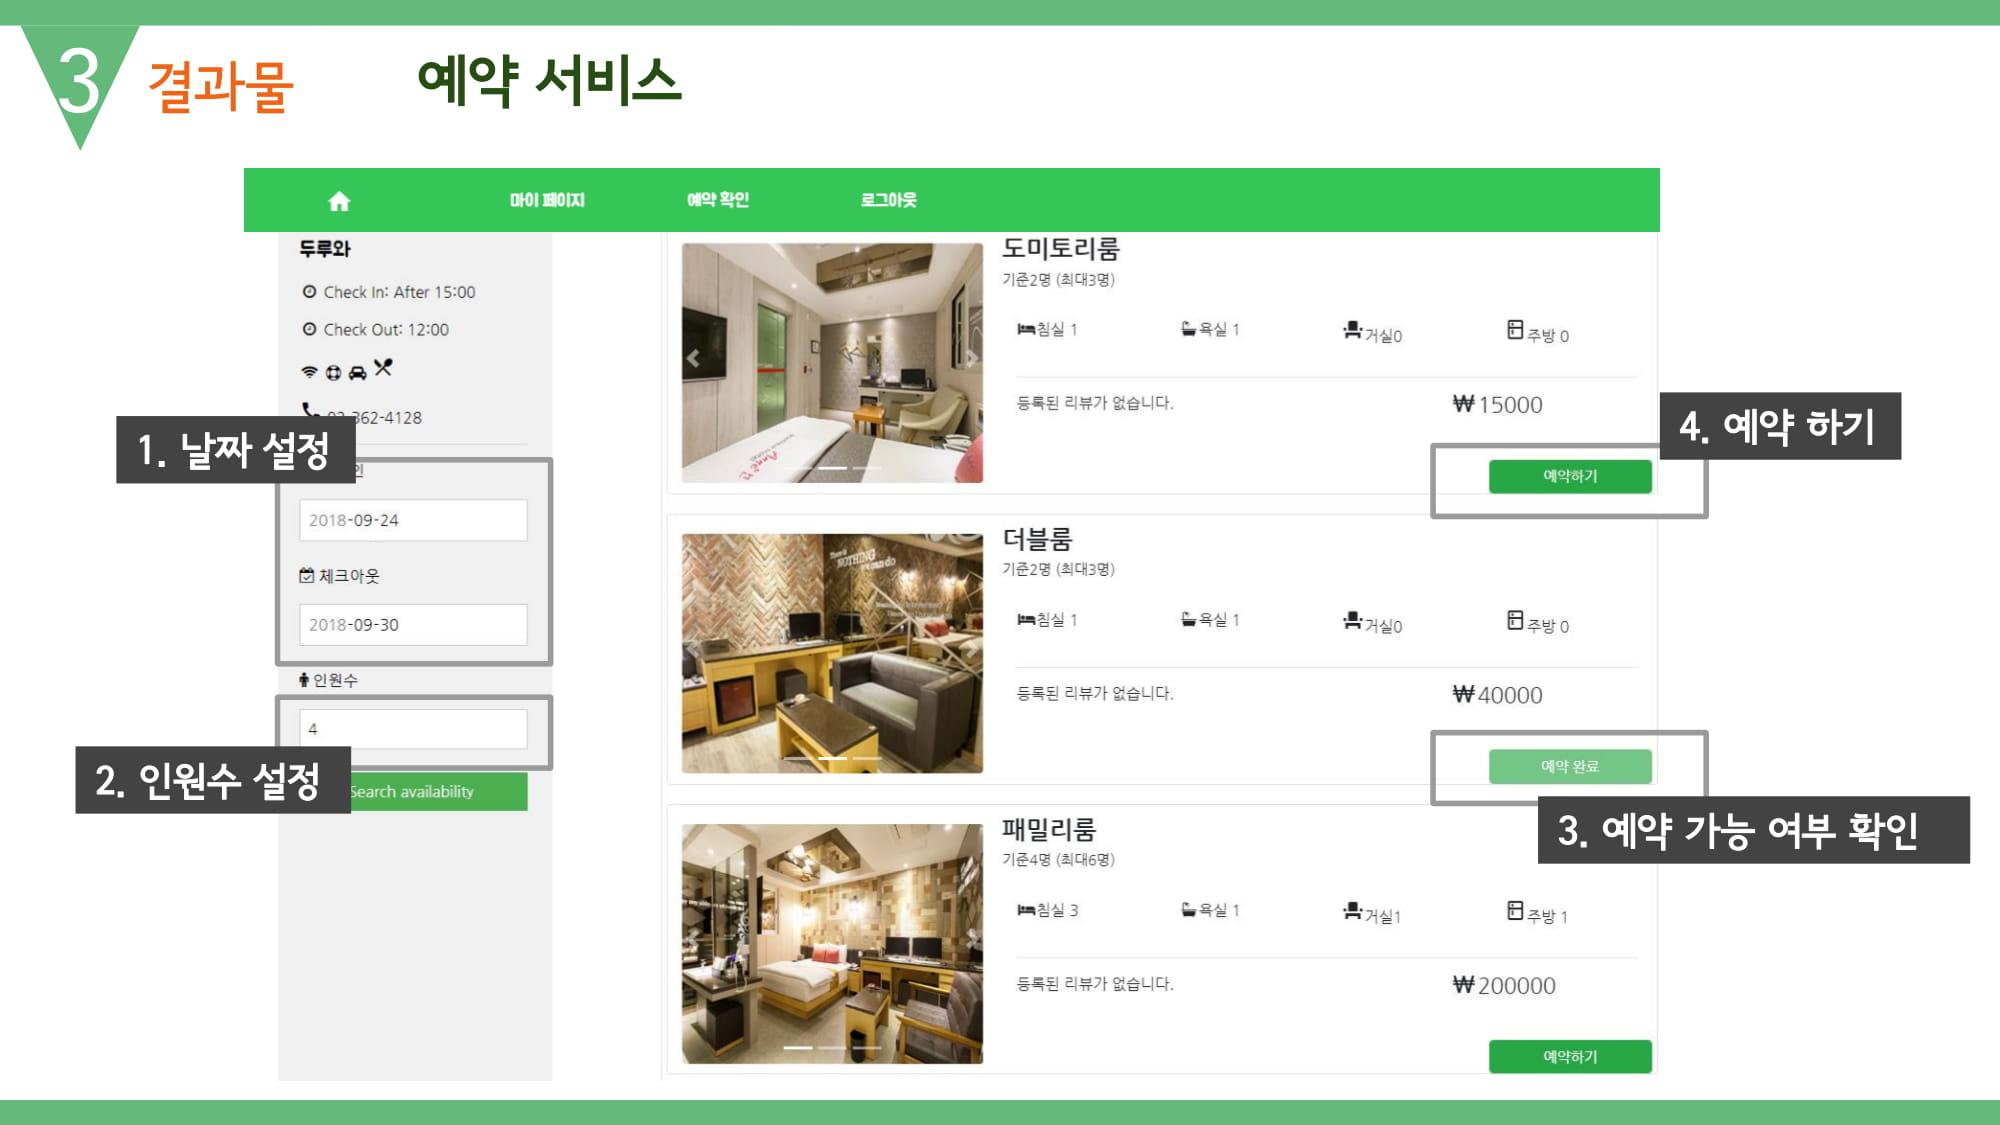 3 결과물 예약 서비스
마이 페이지 예약 확인 로그아웃
두루와
Check In: After 15:00
Check Out: 12:00
362-4128
1. 날짜 설정
인
2018-09-24
체크아웃
2018-09-30
인원수
4
2. 인원수 설정
Search availability
도미토리룸
기준2명 (최대3명)
침실 1 욕실 1 거실0 주방 0
등록된 리뷰가 없습니다. ₩15000
4. 예약 하기
예약하기
더블룸
기준2명 (최대3명)
침실 1 욕실 1 거실0 주방 0
등록된 리뷰가 없습니다. ₩40000
예약 완료
3. 예약 가능 여부 확인
패밀리룸
기준4명 (최대6명)
침실 3 욕실 1 거실1 주방 1
등록된 리뷰가 없습니다. ₩200000
예약하기